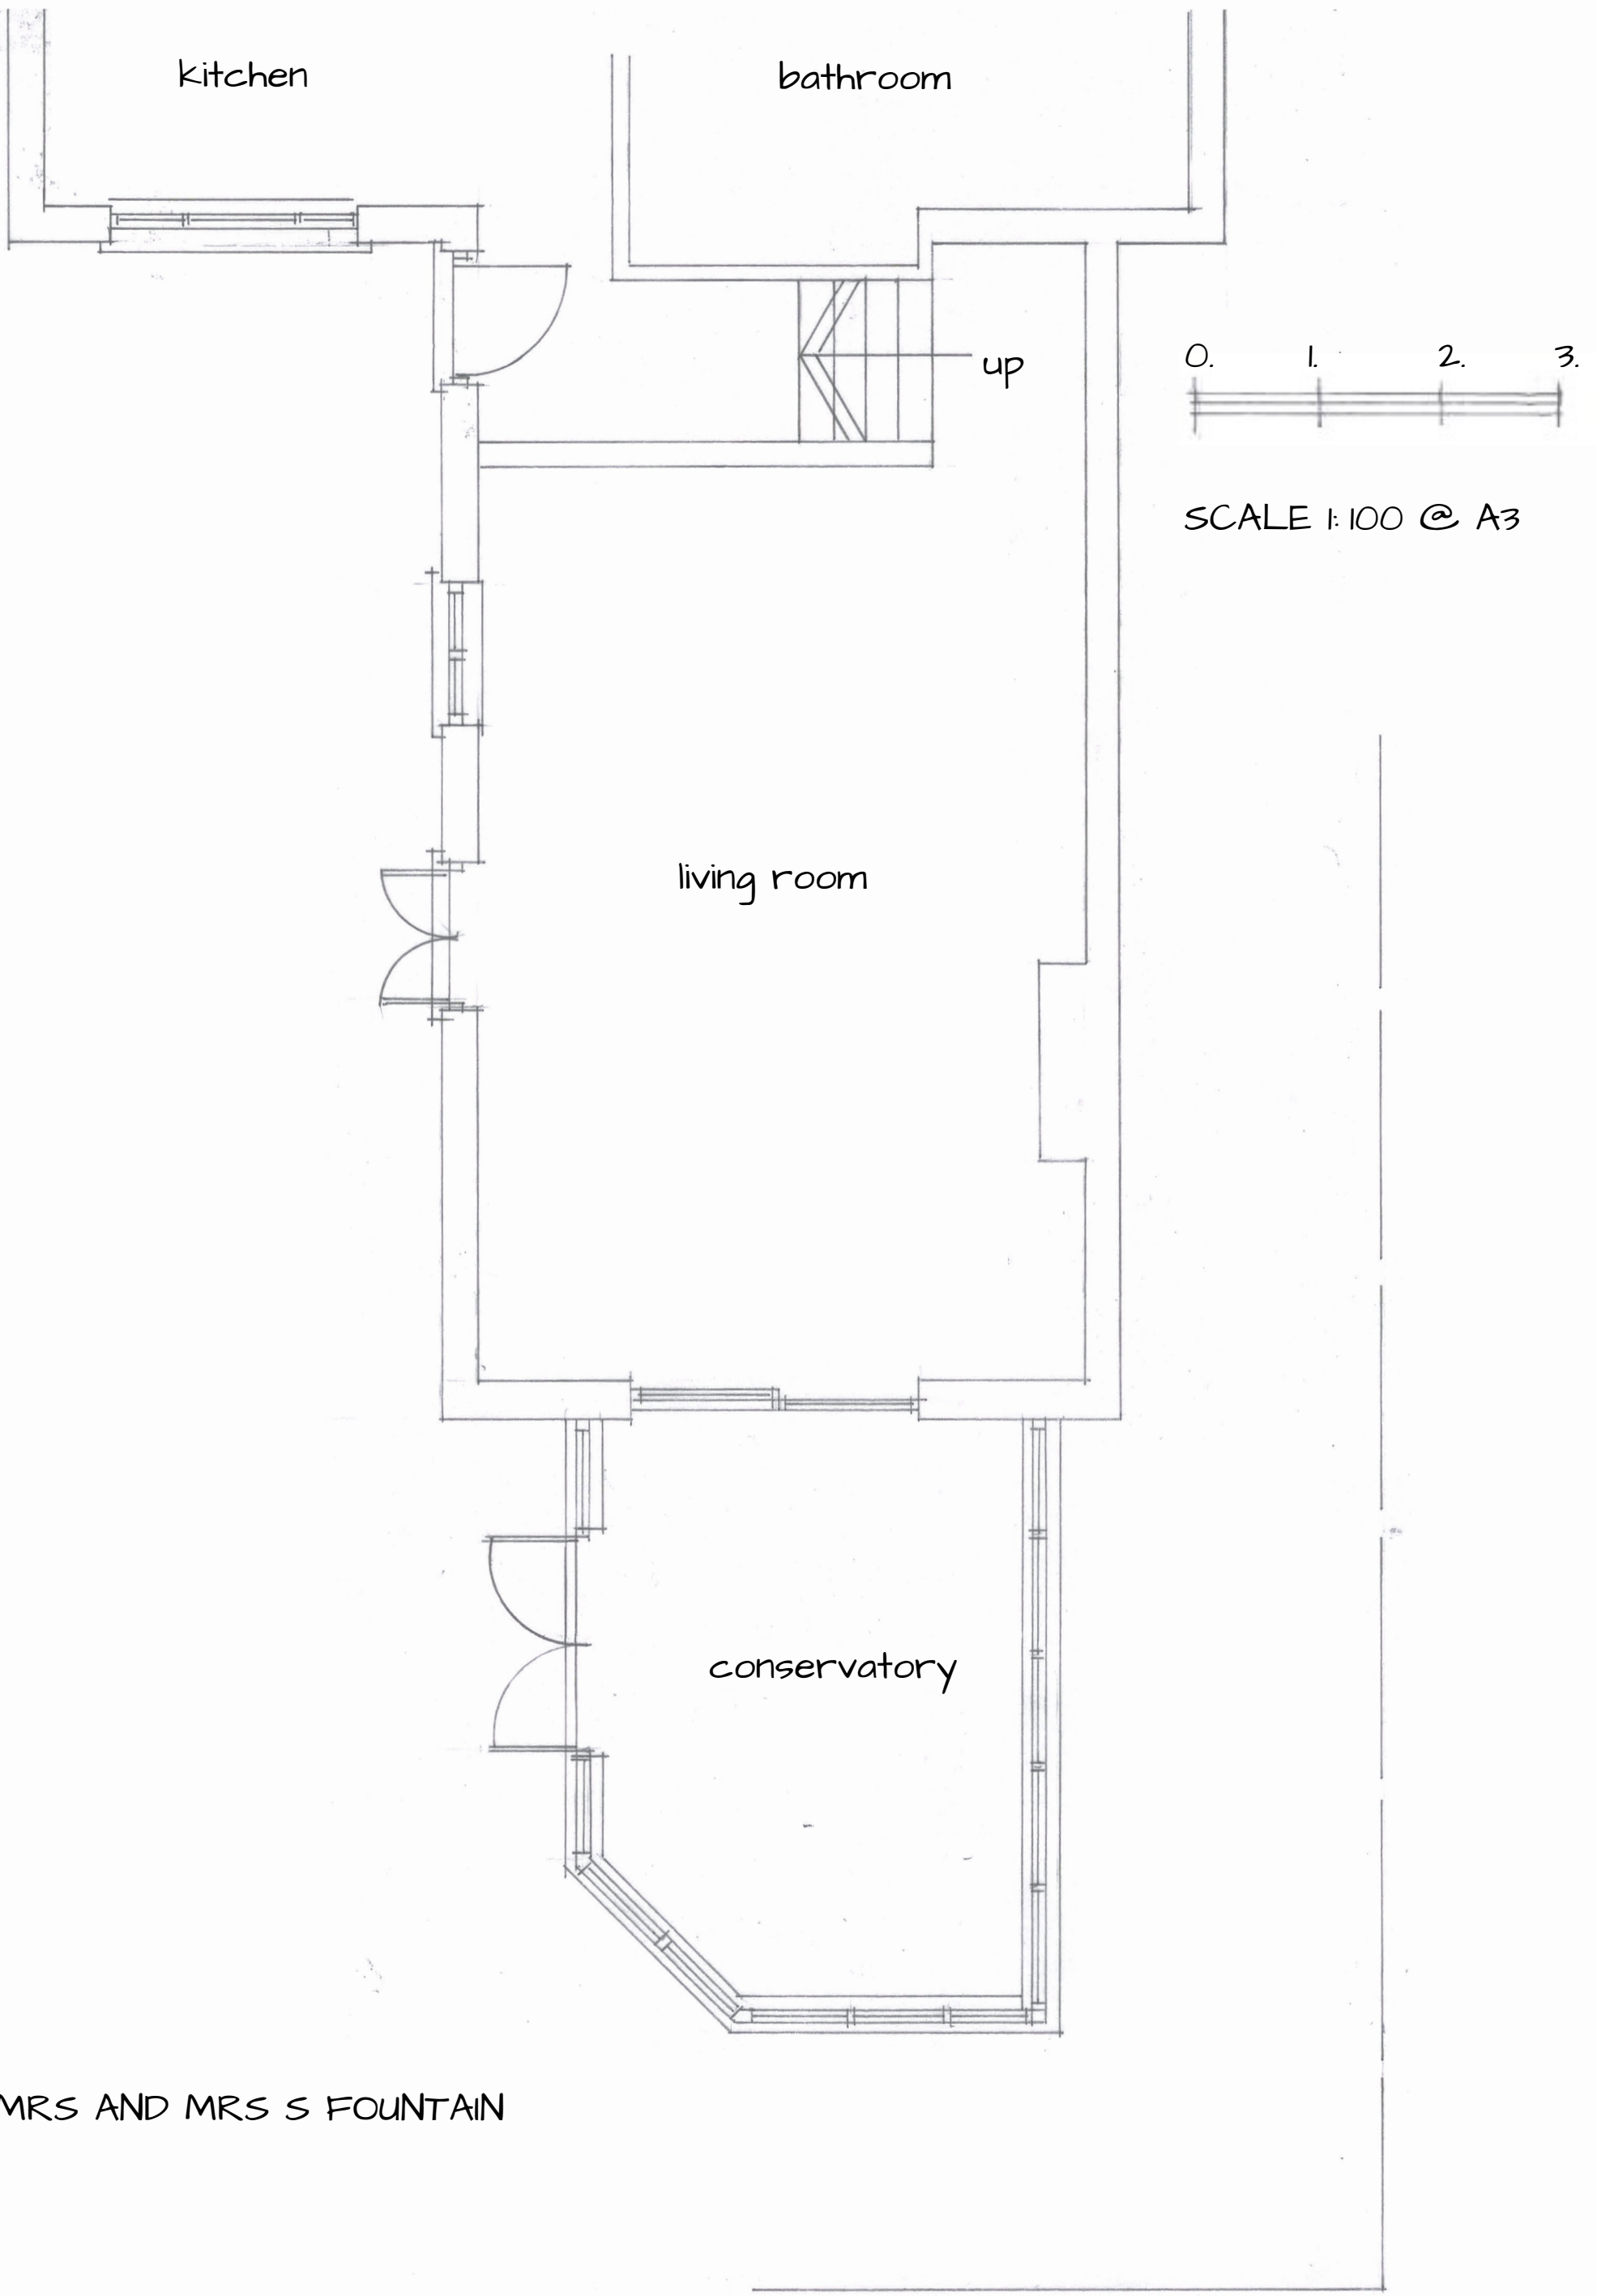 kitchen
bathroom
up
0. 1. 2. 3.
SCALE 1:100 @ A3
living room
conservatory
MRS AND MRS S FOUNTAIN